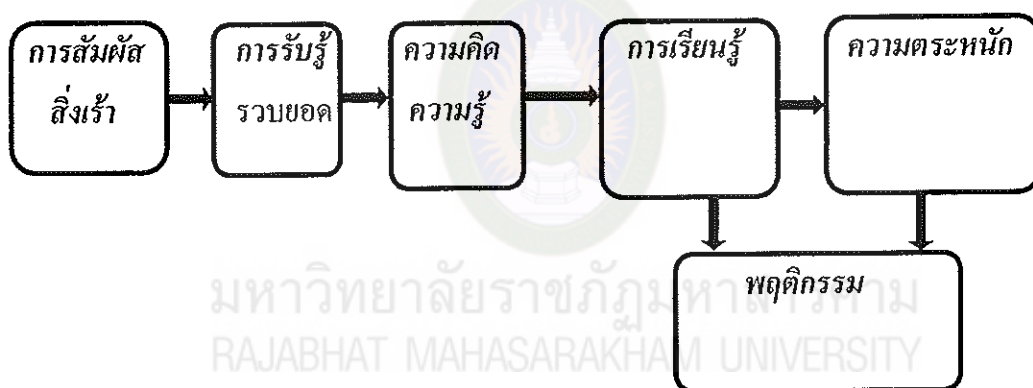 การสัมผัส
สิ่งเร้า
การรับรู้
รวบยอด
ความคิด
ความรู้
การเรียนรู้
ความตระหนัก
พฤติกรรม
มหาวิทยาลัยราชภัฏมหาสารคาม
RAJABHAT MAHASARAKHAM UNIVERSITY